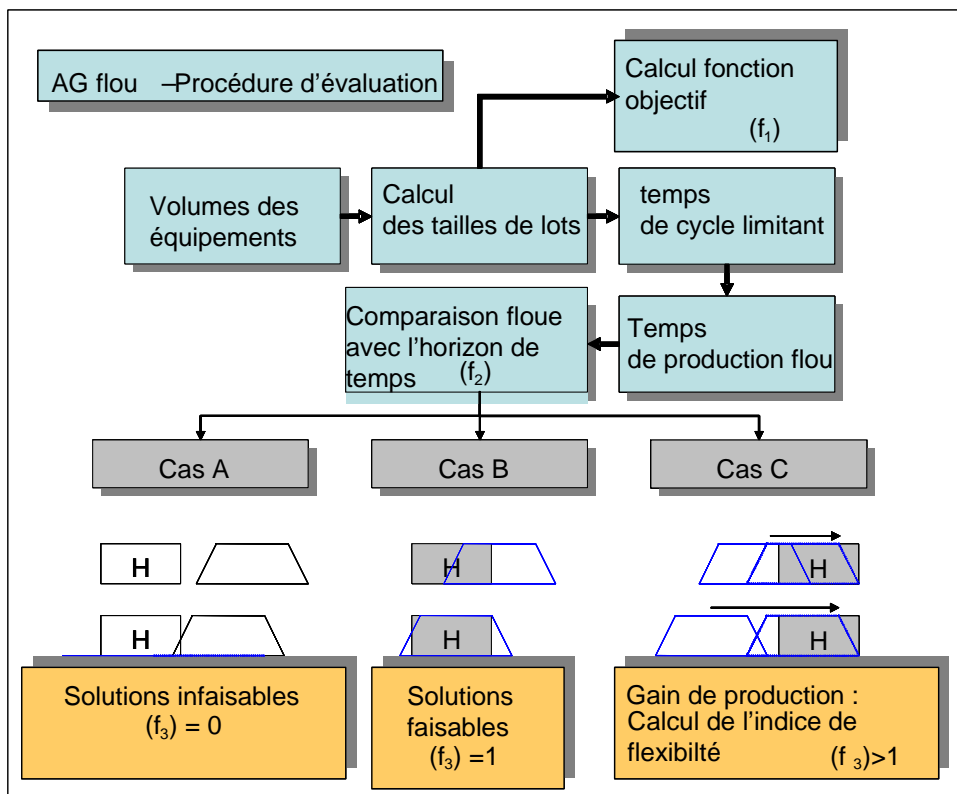 AG flou –Procédure d'évaluation
Calcul fonction
objectif
(f1)
Volumes des
équipements
Calcul
des tailles de lots
temps
de cycle limitant
Comparaison floue
avec l'horizon de
temps (f2)
Temps
de production flou
Cas A
Cas B
Cas C
H
H
H
H
H
H
Solutions infaisables
(f3) = 0
Solutions
faisables
(f3) =1
Gain de production :
Calcul de l'indice de
flexibilté
(f 3)>1